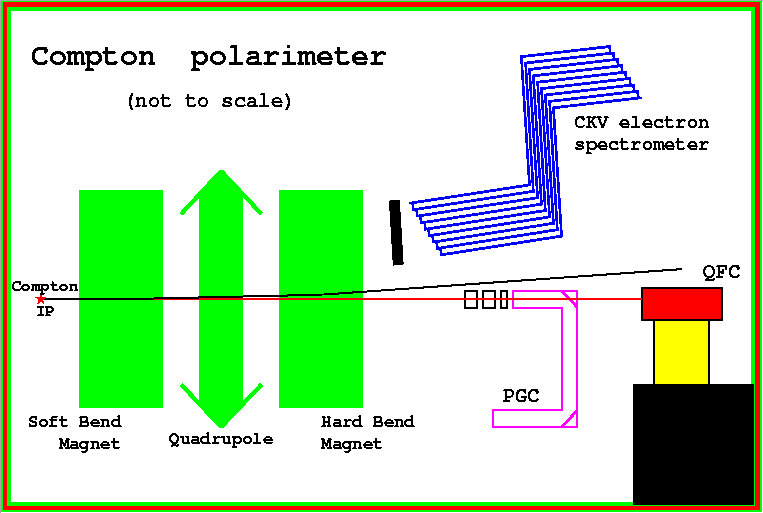 Compton polarimeter
(not to scale)
CKV electron
spectrometer
Compton
IP
QFC
PGC
Soft Bend
Magnet
Quadrupole
Hard Bend
Magnet